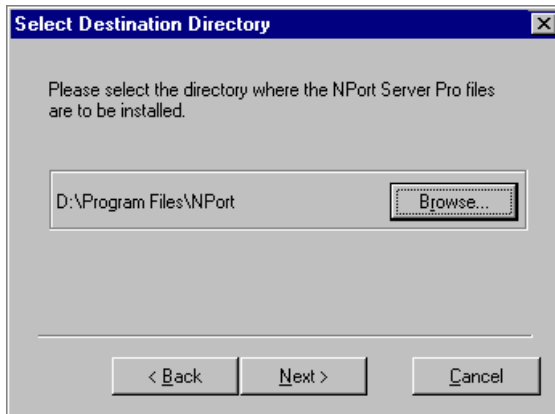 Select Destination Directory
Please select the directory where the NPort Server Pro files
are to be installed.
D:\Program Files\NPort
Browse...
< Back
Next >
Cancel